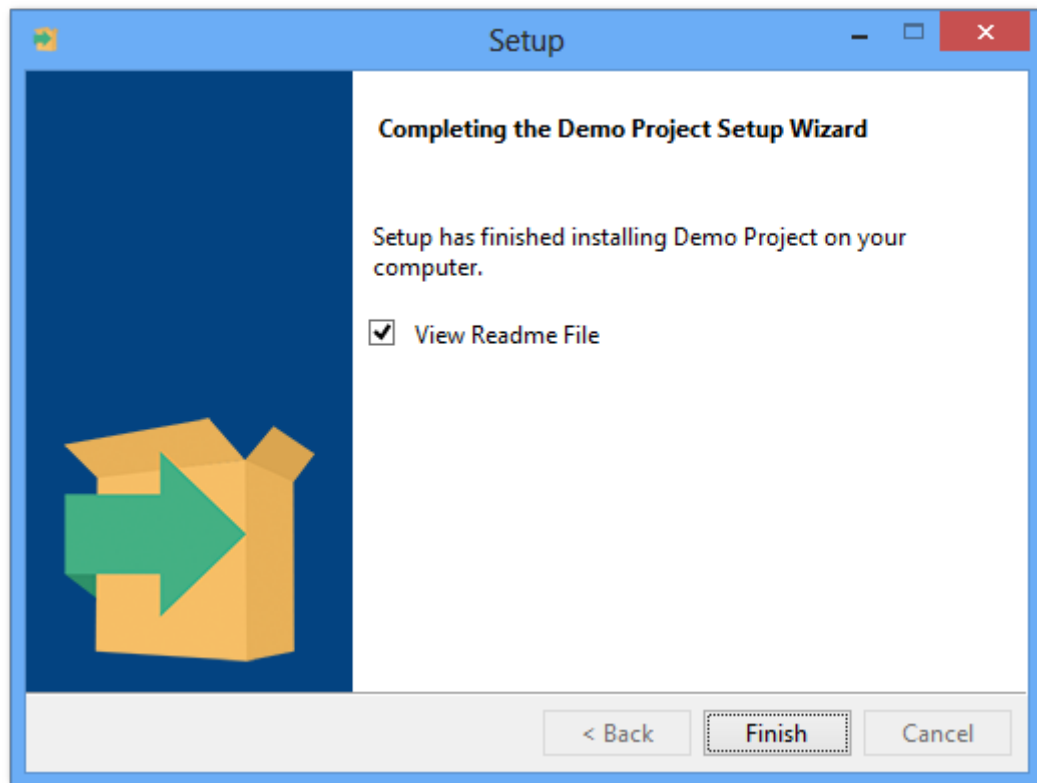 Setup
Completing the Demo Project Setup Wizard
Setup has finished installing Demo Project on your
computer.
View Readme File
< Back Finish Cancel